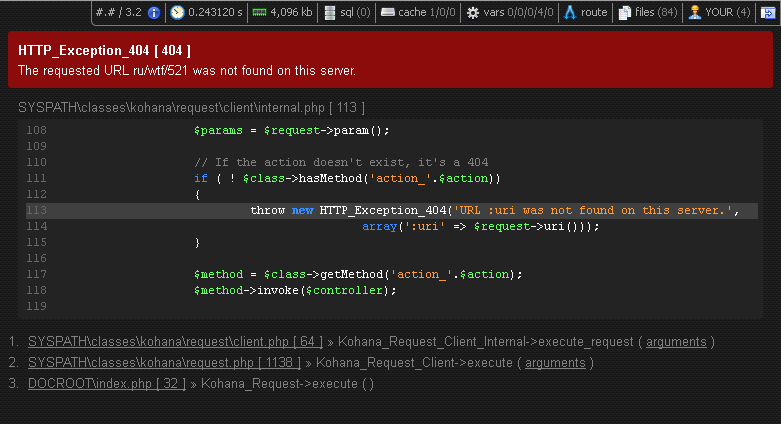 #.# / 3.2 0.243120 s 4,096 kb sql (0) cache 1/0/0 vars 0/0/0/4/0 route files (84) YOUR (4)
HTTP_Exception_404 [ 404 ]
The requested URL ru/wtf/521 was not found on this server.
SYSPATH\classes\kohana\request\client\internal.php [ 113 ]
108 $params = $request->param();
109
110 // If the action doesn't exist, it's a 404
111 if ( ! $class->hasMethod('action_'.$action))
112 {
113 throw new HTTP_Exception_404('URL :uri was not found on this server.',
114 array(':uri' => $request->uri()));
115 }
116
117 $method = $class->getMethod('action_'.$action);
118 $method->invoke($controller);
119
1. SYSPATH\classes\kohana\request\client.php [ 64 ] » Kohana_Request_Client_Internal->execute_request ( arguments )
2. SYSPATH\classes\kohana\request.php [ 1138 ] » Kohana_Request_Client->execute ( arguments )
3. DOCROOT\index.php [ 32 ] » Kohana_Request->execute ( )